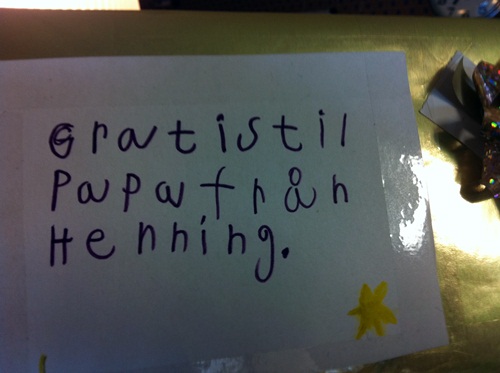 Gratistil
Papafrån
Henning.